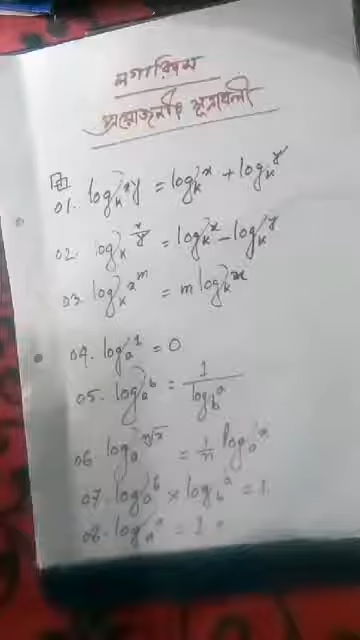 লগারিদম
প্রয়োজনীয় সূত্রাবলী
01. logₖ xy = logₖ x + logₖ y
02. logₖ x/y = logₖ x - logₖ y
03. logₖ xᵐ = m logₖ x
04. logₐ 1 = 0
05. logₐ b = 1/log_b a
06. logₐ ⁿ√x = 1/n logₐ x
07. logₐ b × log_b a = 1.
08. logₐ a = 1.